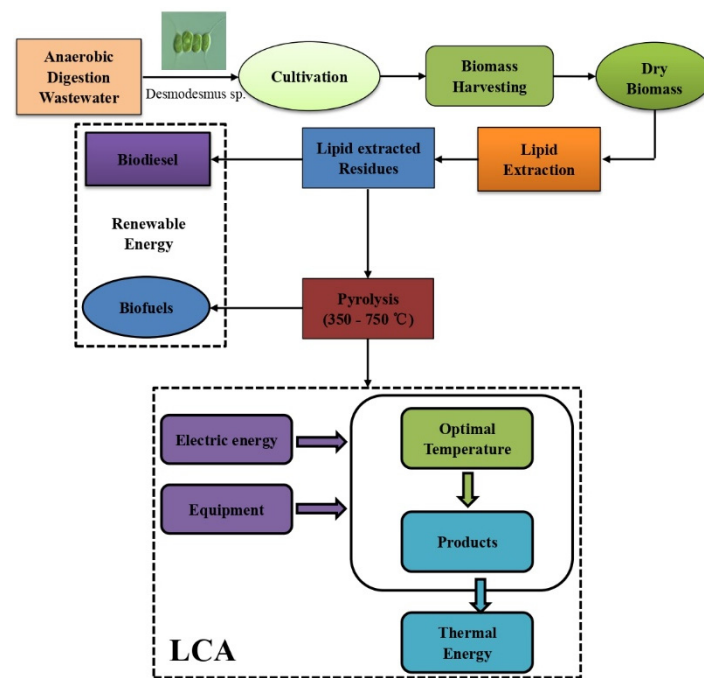 Anaerobic
Digestion
Wastewater
Desmodesmus sp.
Cultivation
Biomass
Harvesting
Dry
Biomass
Biodiesel
Lipid extracted
Residues
Lipid
Extraction
Renewable
Energy
Biofuels
Pyrolysis
(350 - 750 ℃)
Electric energy
Optimal
Temperature
Equipment
Products
Thermal
Energy
LCA